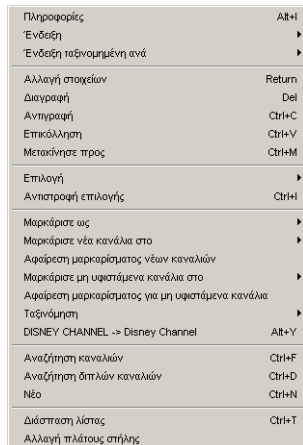 Πληροφορίες Alt+I
Ένδειξη
Ένδειξη ταξινομημένη ανά
Αλλαγή στοιχείων Return
Διαγραφή Del
Αντιγραφή Ctrl+C
Επικόλληση Ctrl+V
Μετακίνησε προς Ctrl+M
Επιλογή
Αντιστροφή επιλογής Ctrl+I
Μαρκάρισε ως
Μαρκάρισε νέα κανάλια στο
Αφαίρεση μαρκαρίσματος νέων καναλιών
Μαρκάρισε μη υφιστάμενα κανάλια στο
Αφαίρεση μαρκαρίσματος για μη υφιστάμενα κανάλια
Ταξινόμηση
DISNEY CHANNEL -> Disney Channel Alt+Y
Αναζήτηση καναλιών Ctrl+F
Αναζήτηση διπλών καναλιών Ctrl+D
Νέο Ctrl+N
Διάσπαση λίστας Ctrl+T
Αλλαγή πλάτους στήλης